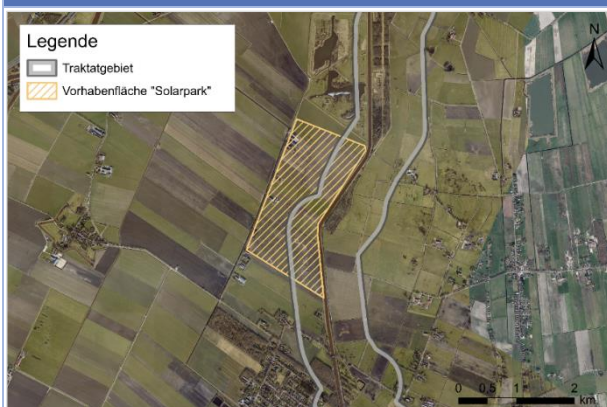 Legende
Traktatgebiet
Vorhabenfläche "Solarpark"
N
0 0,5 1 2
km